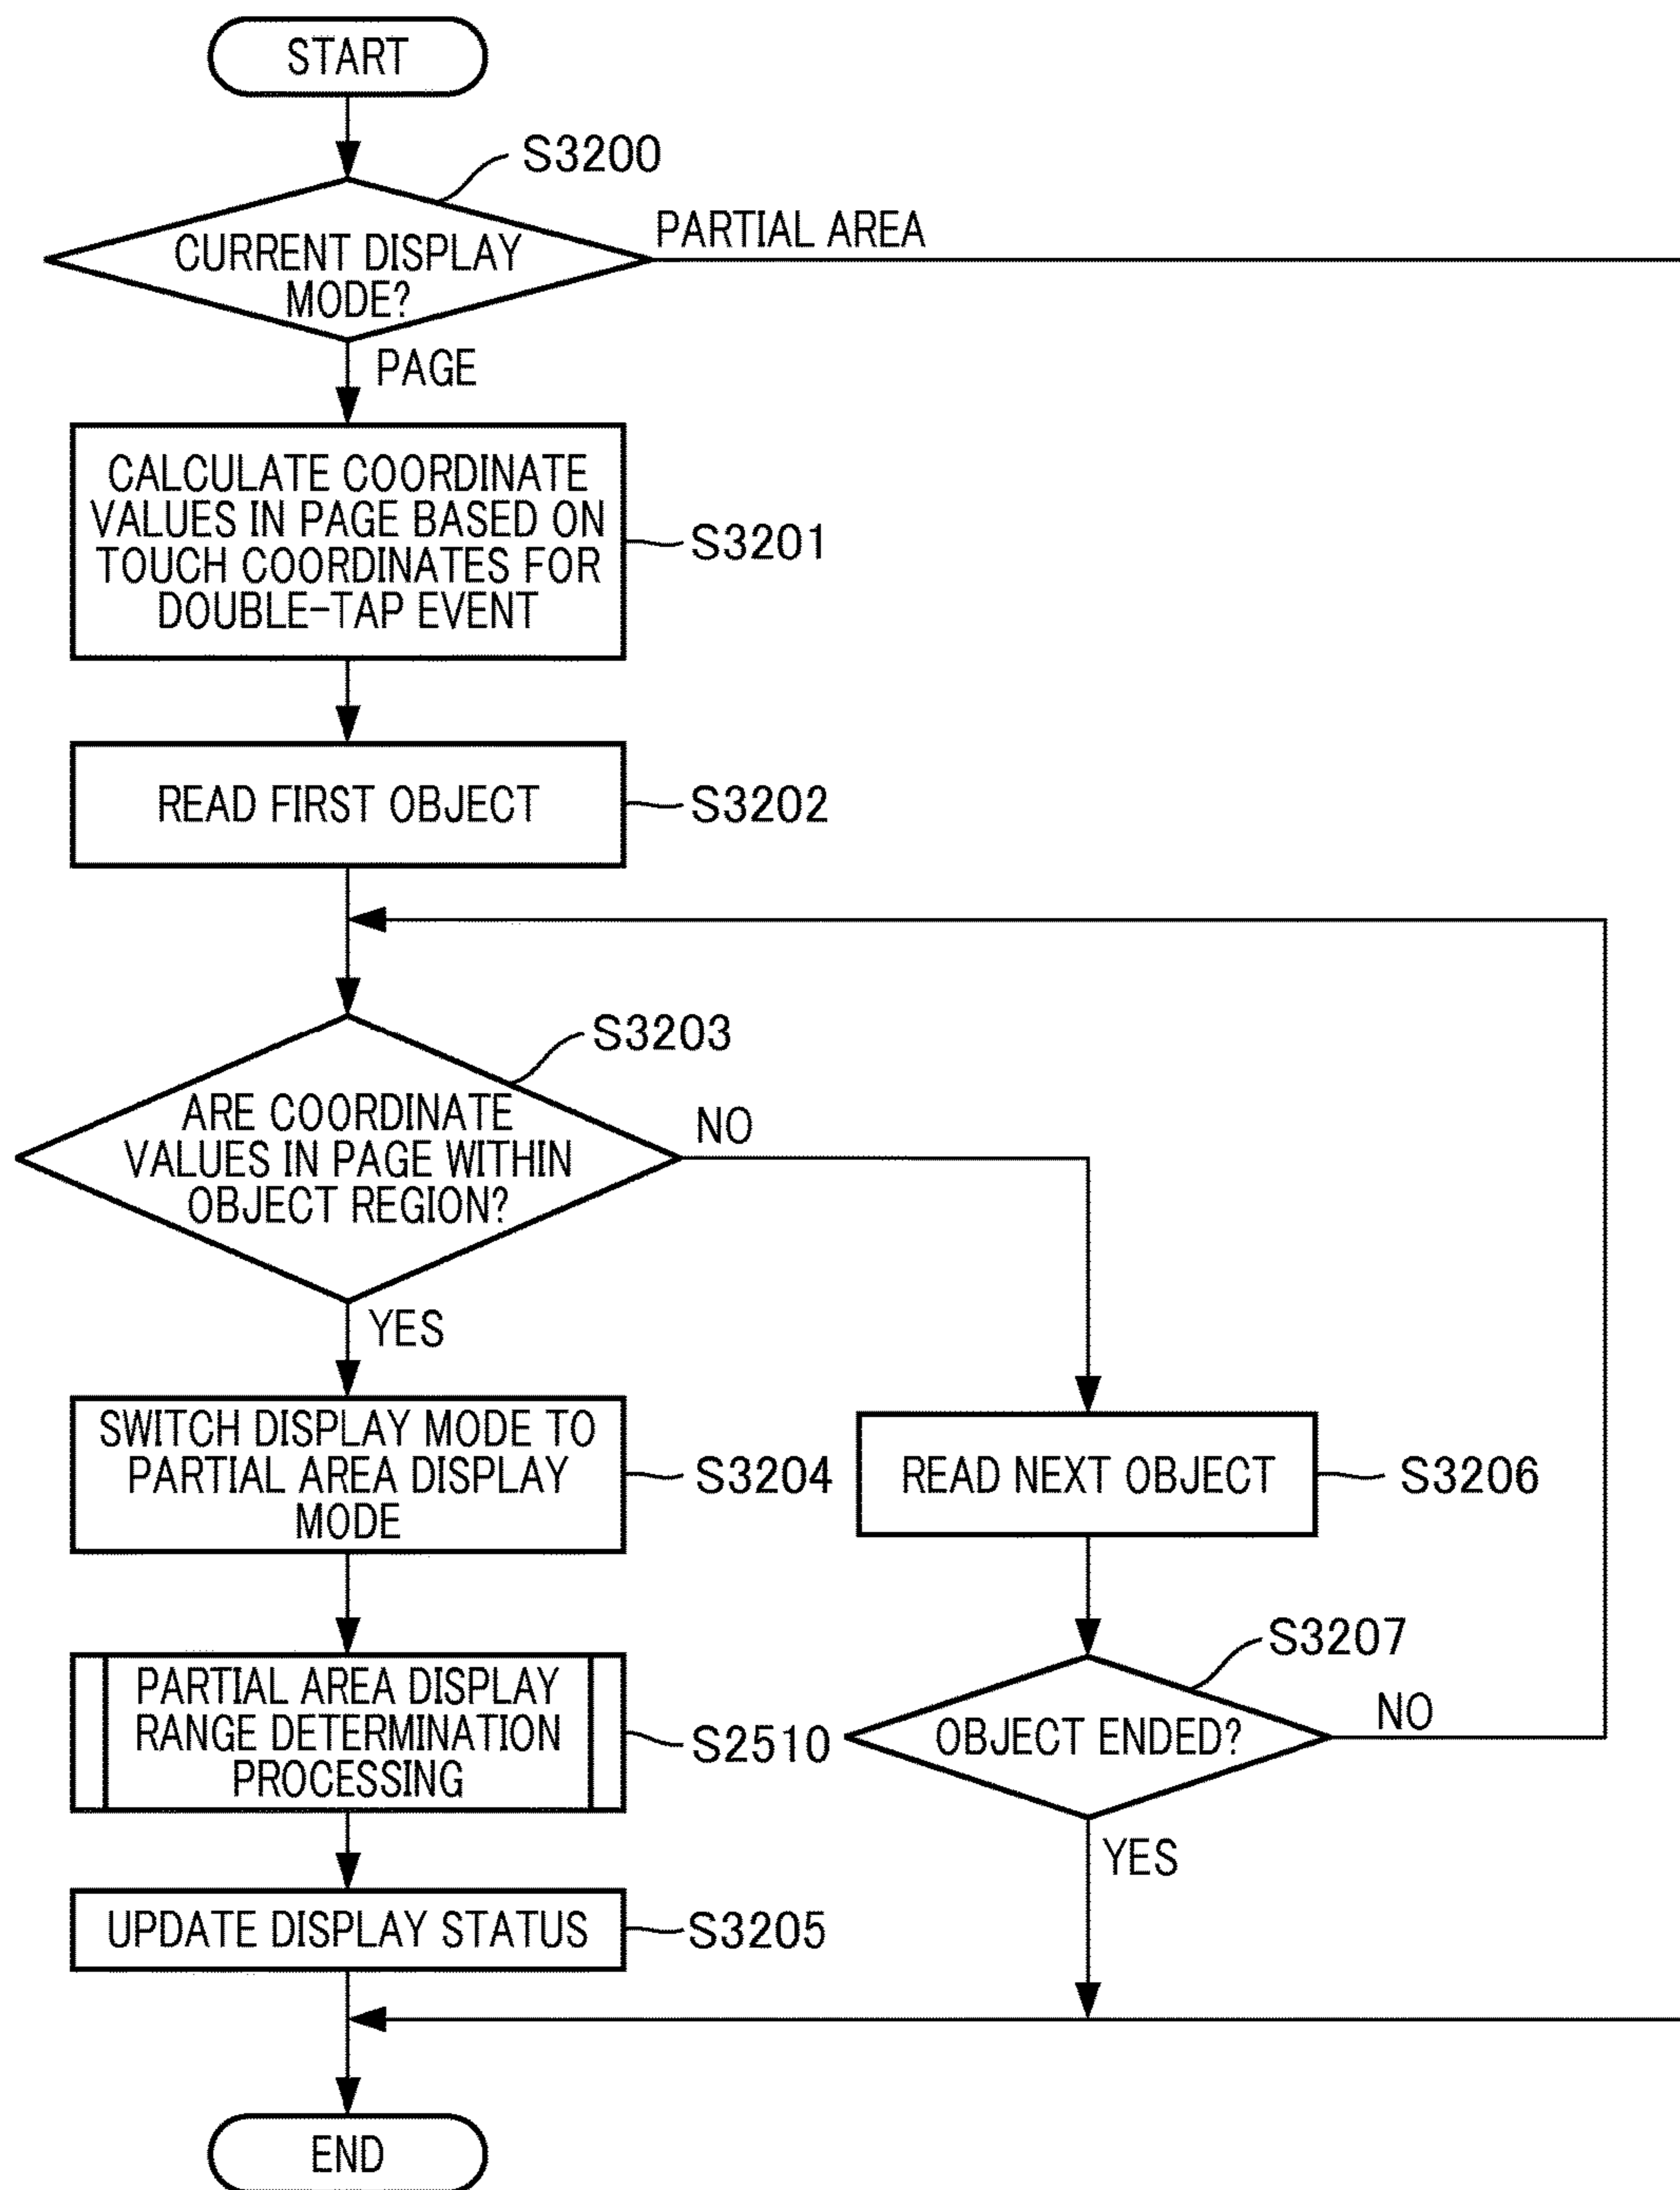 START
S3200
CURRENT DISPLAY
MODE?
PARTIAL AREA
PAGE
CALCULATE COORDINATE
VALUES IN PAGE BASED ON
TOUCH COORDINATES FOR
DOUBLE-TAP EVENT
S3201
READ FIRST OBJECT
S3202
S3203
ARE COORDINATE
VALUES IN PAGE WITHIN
OBJECT REGION?
NO
YES
SWITCH DISPLAY MODE TO
PARTIAL AREA DISPLAY
MODE
S3204
READ NEXT OBJECT
S3206
PARTIAL AREA DISPLAY
RANGE DETERMINATION
PROCESSING
S2510
S3207
OBJECT ENDED?
NO
YES
UPDATE DISPLAY STATUS
S3205
END